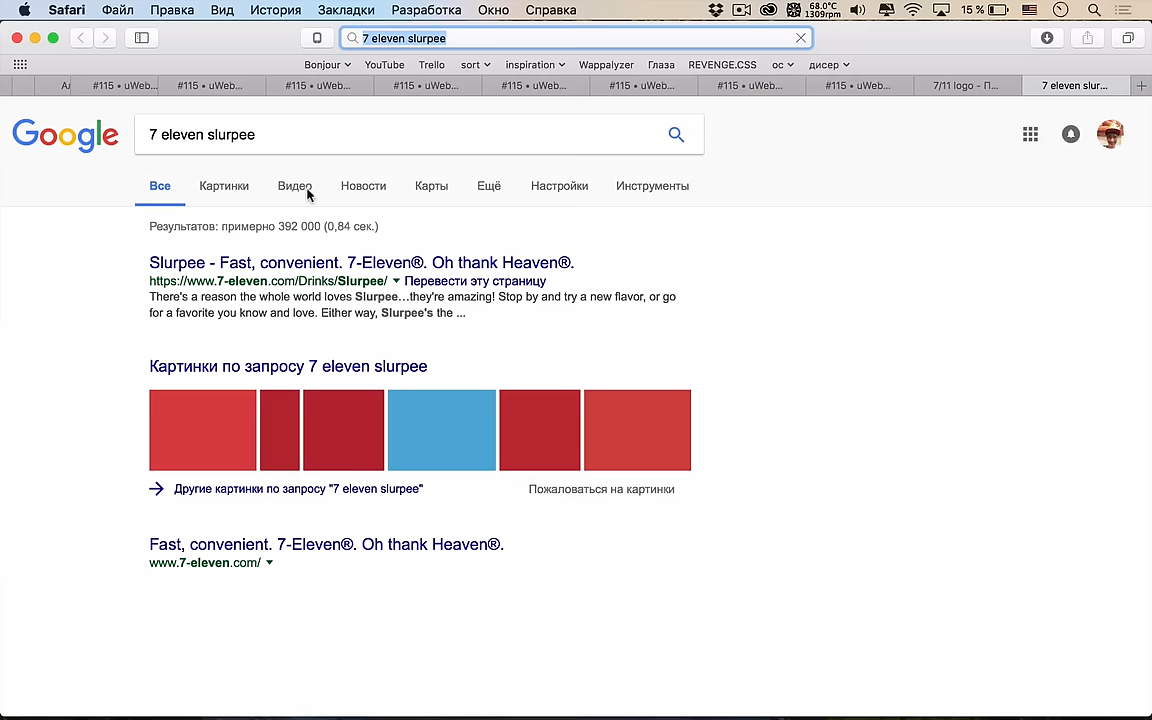 Safari Файл Правка Вид История Закладки Разработка Окно Справка 68.0°C 1309rpm 15 %
7 eleven slurpee
Bonjour YouTube Trello sort inspiration Wappalyzer Глаза REVENGE.CSS ос дисер
#115 • uWeb... #115 • uWeb... #115 • uWeb... #115 • uWeb... #115 • uWeb... #115 • uWeb... #115 • uWeb... #115 • uWeb... 7/11 logo - П... 7 eleven slur...
Google 7 eleven slurpee
Все Картинки Видео Новости Карты Ещё Настройки Инструменты
Результатов: примерно 392 000 (0,84 сек.)
Slurpee - Fast, convenient. 7-Eleven®. Oh thank Heaven®.
https://www.7-eleven.com/Drinks/Slurpee/ Перевести эту страницу
There's a reason the whole world loves Slurpee…they're amazing! Stop by and try a new flavor, or go
for a favorite you know and love. Either way, Slurpee's the ...
Картинки по запросу 7 eleven slurpee
Другие картинки по запросу "7 eleven slurpee" Пожаловаться на картинки
Fast, convenient. 7-Eleven®. Oh thank Heaven®.
www.7-eleven.com/